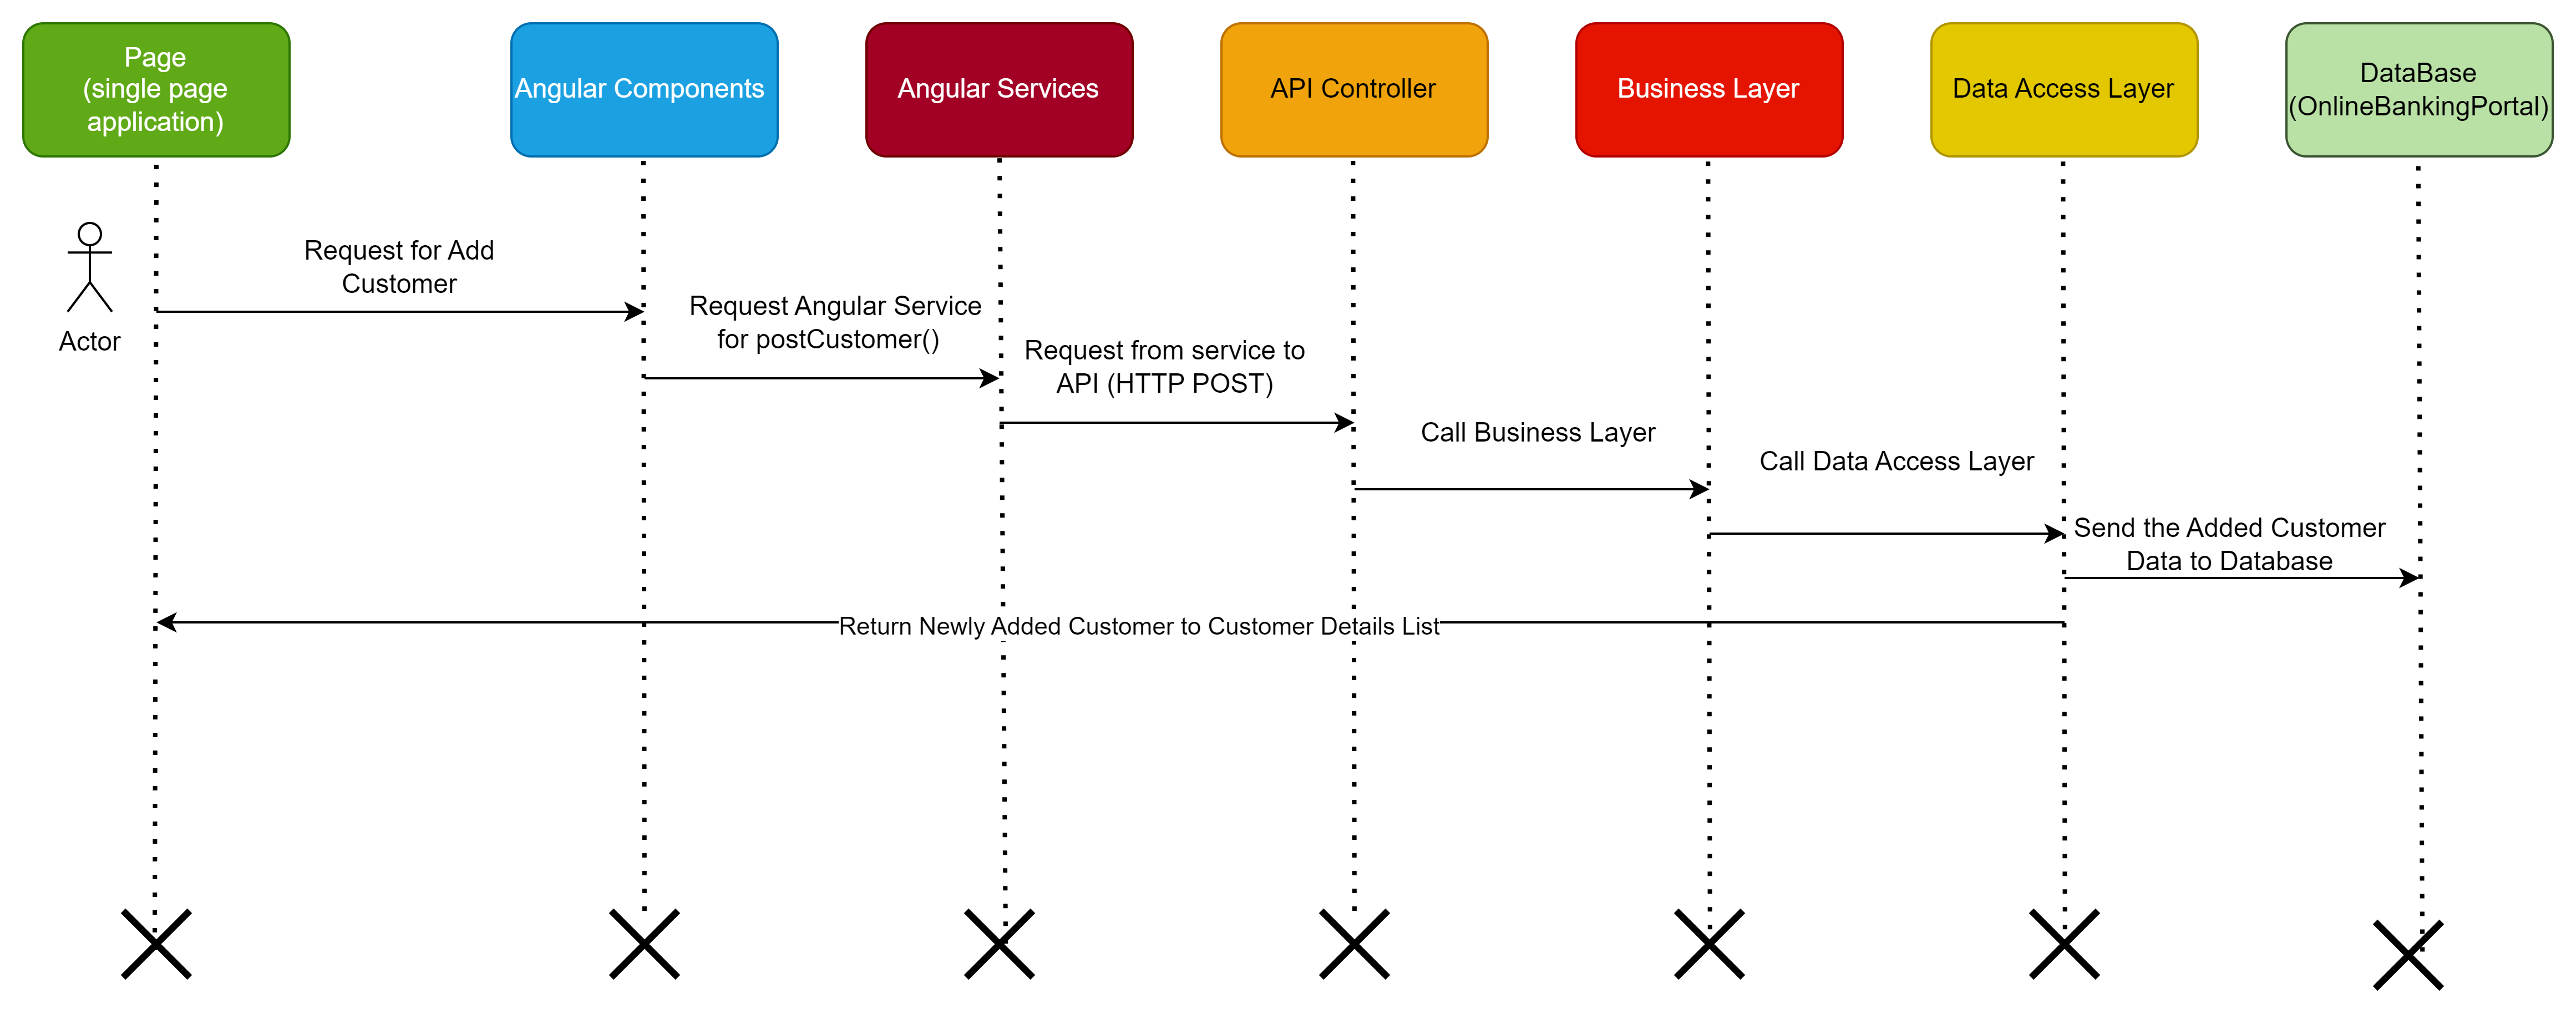 Page
(single page
application)
Angular Components
Angular Services
API Controller
Business Layer
Data Access Layer
DataBase
(OnlineBankingPortal)
Actor
Request for Add
Customer
Request Angular Service
for postCustomer()
Request from service to
API (HTTP POST)
Call Business Layer
Call Data Access Layer
Send the Added Customer
Data to Database
Return Newly Added Customer to Customer Details List